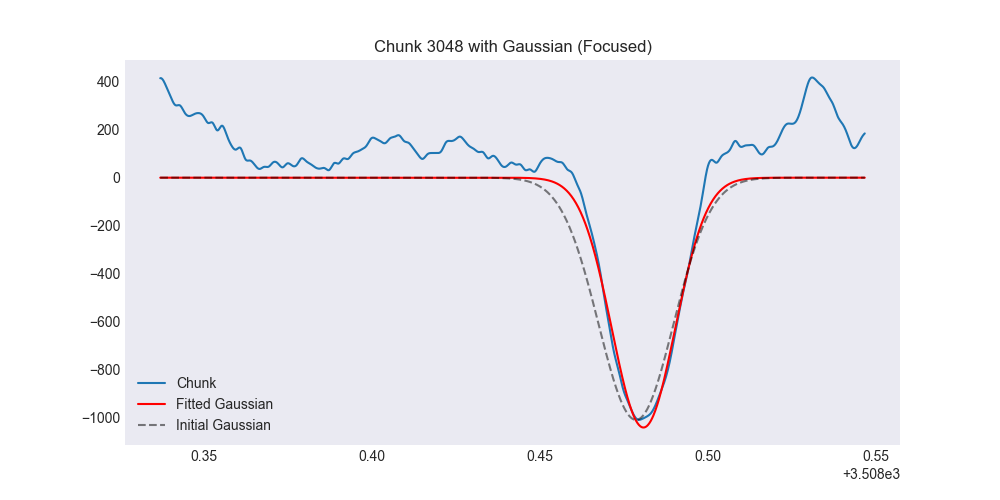 Chunk 3048 with Gaussian (Focused)
400
200
0
−200
−400
−600
−800
−1000
Chunk
Fitted Gaussian
Initial Gaussian
0.35 0.40 0.45 0.50 0.55
+3.508e3